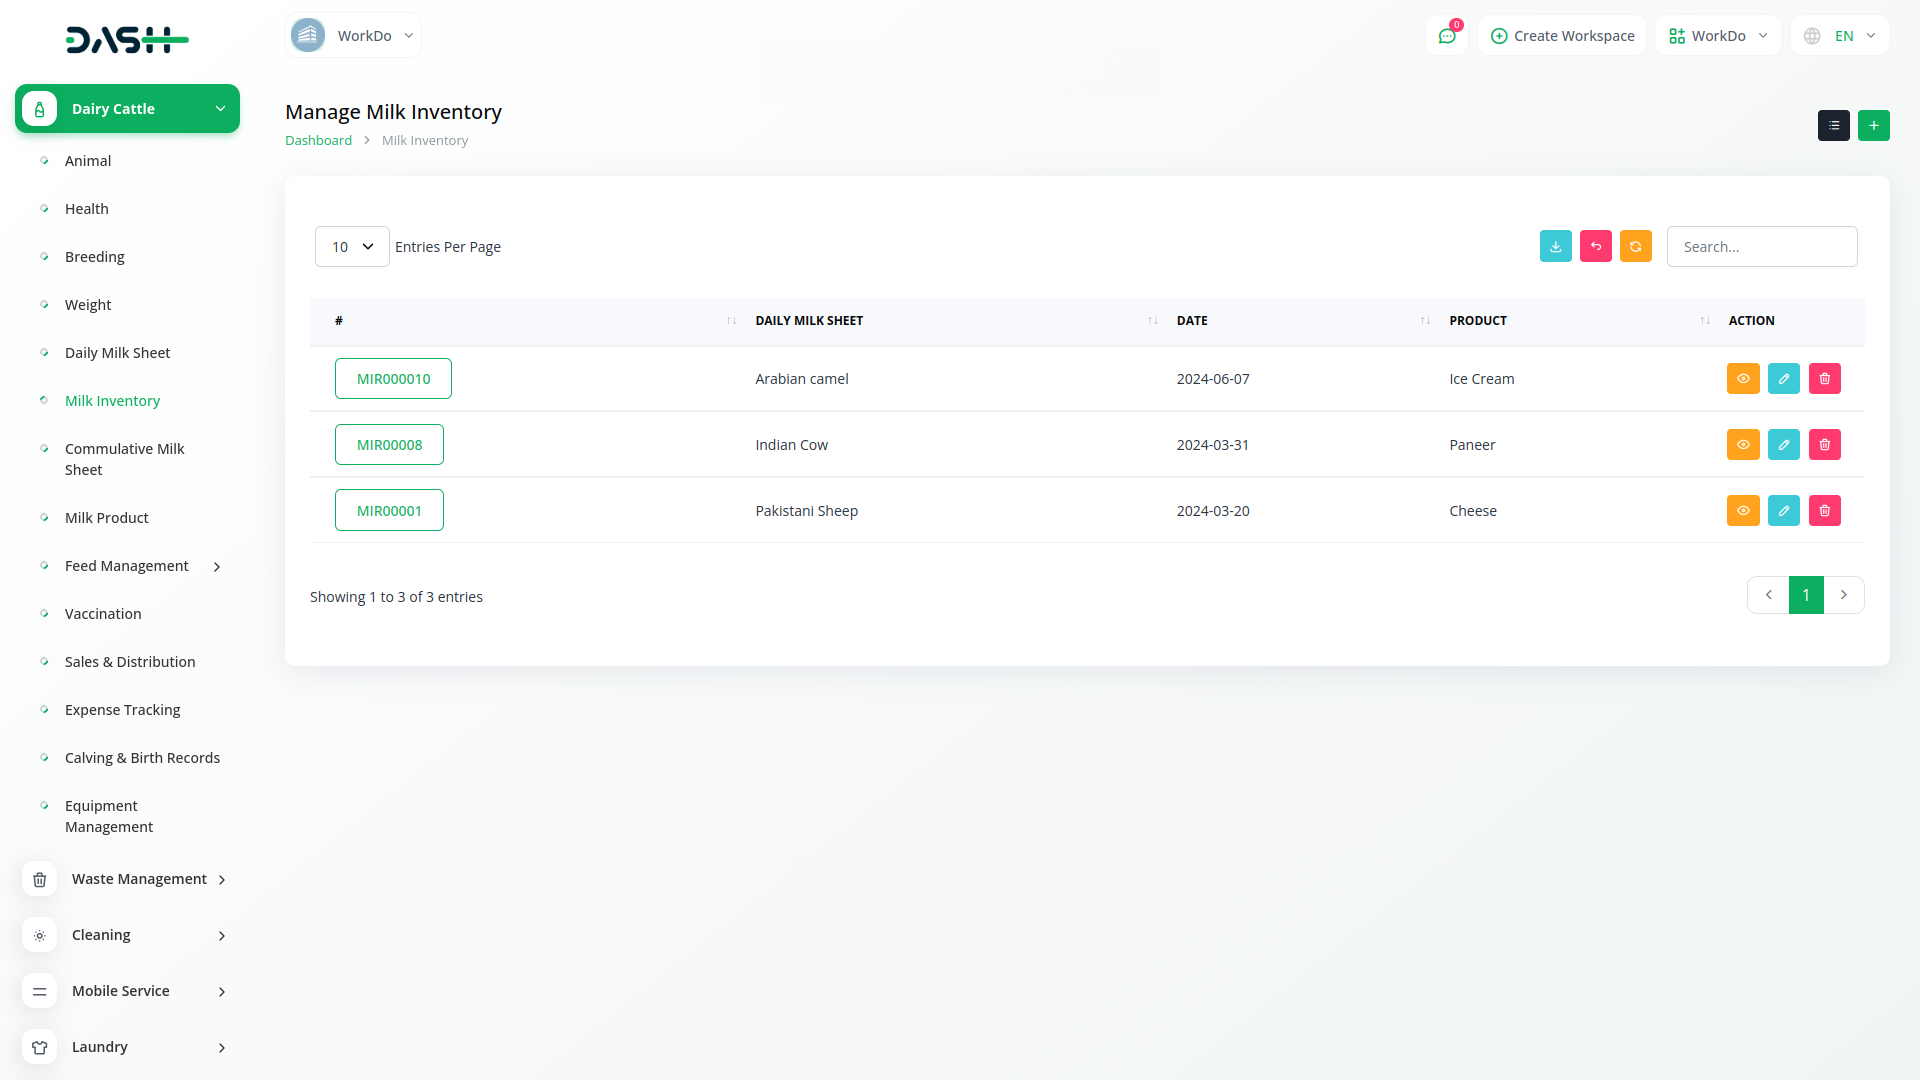 DASH
WorkDo
0
Create Workspace
WorkDo
EN
Dairy Cattle
Animal
Health
Breeding
Weight
Daily Milk Sheet
Milk Inventory
Commulative Milk
Sheet
Milk Product
Feed Management
Vaccination
Sales & Distribution
Expense Tracking
Calving & Birth Records
Equipment
Management
Waste Management
Cleaning
Mobile Service
Laundry
Manage Milk Inventory
Dashboard > Milk Inventory
10 Entries Per Page
Search...
# DAILY MILK SHEET DATE PRODUCT ACTION
MIR000010 Arabian camel 2024-06-07 Ice Cream
MIR00008 Indian Cow 2024-03-31 Paneer
MIR00001 Pakistani Sheep 2024-03-20 Cheese
Showing 1 to 3 of 3 entries
1